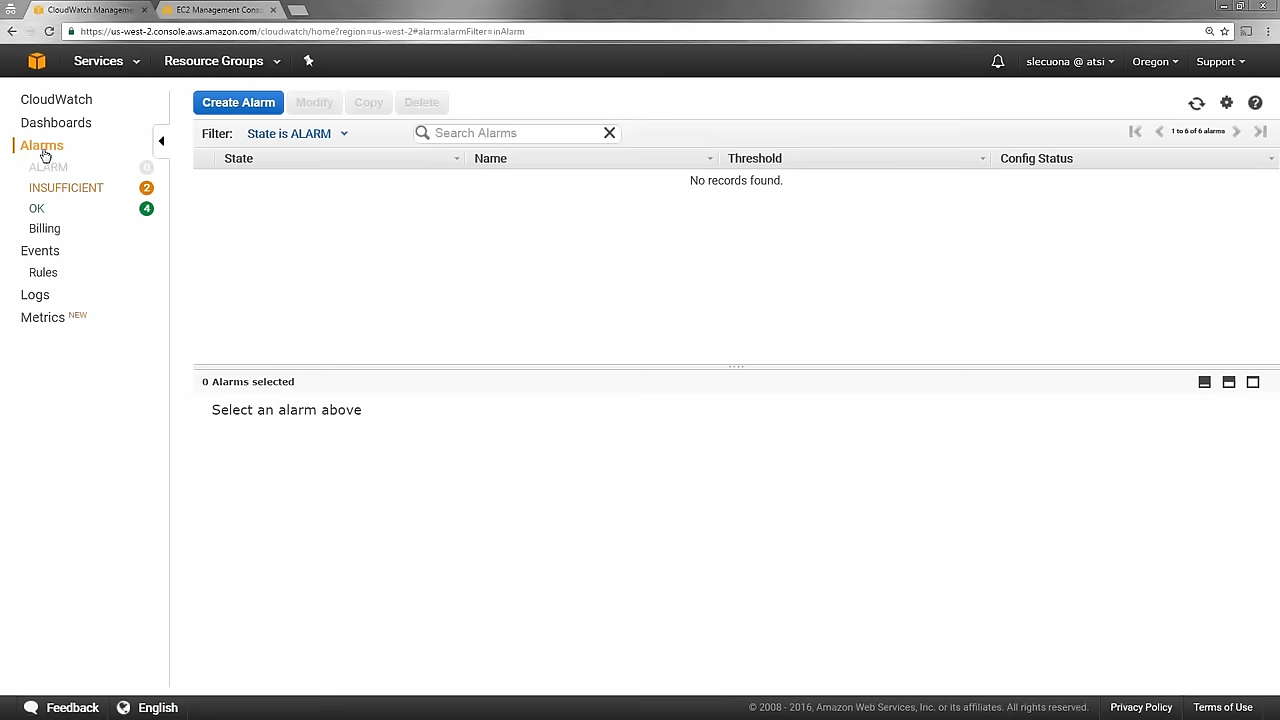 CloudWatch Manageme
EC2 Management Conso
https://us-west-2.console.aws.amazon.com/cloudwatch/home?region=us-west-2#alarm:alarmFilter=inAlarm
Services
Resource Groups
slecuona @ atsi
Oregon
Support
CloudWatch
Dashboards
Alarms
ALARM 0
INSUFFICIENT 2
OK 4
Billing
Events
Rules
Logs
Metrics NEW
Create Alarm Modify Copy Delete
Filter: State is ALARM Search Alarms 1 to 6 of 6 alarms
State Name Threshold Config Status
No records found.
0 Alarms selected
Select an alarm above
Feedback English © 2008 - 2016, Amazon Web Services, Inc. or its affiliates. All rights reserved. Privacy Policy Terms of Use